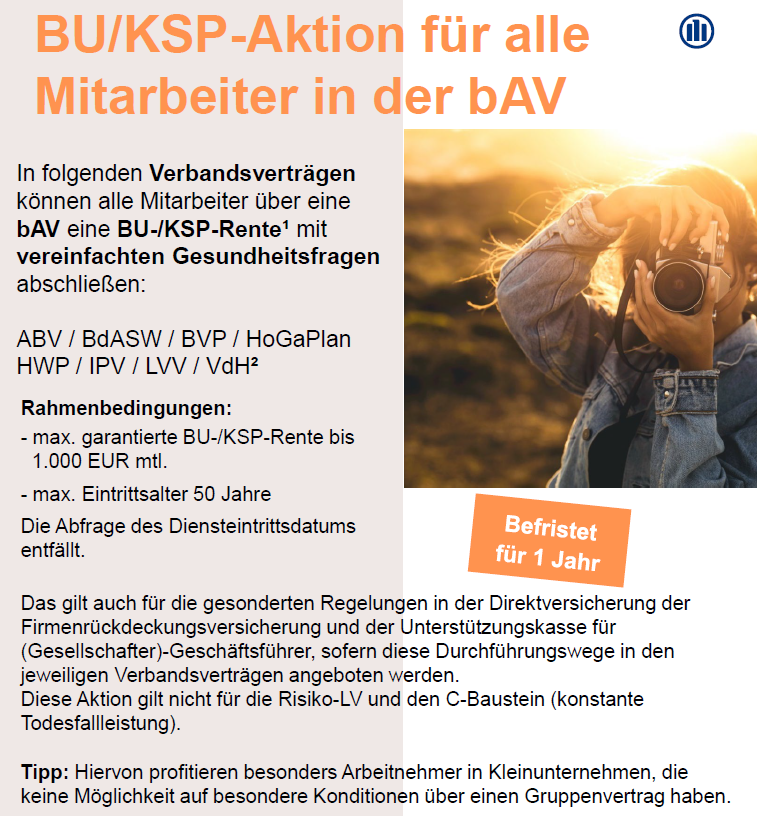 BU/KSP-Aktion für alle
Mitarbeiter in der bAV
In folgenden Verbandsverträgen
können alle Mitarbeiter über eine
bAV eine BU-/KSP-Rente¹ mit
vereinfachten Gesundheitsfragen
abschließen:
ABV / BdASW / BVP / HoGaPlan
HWP / IPV / LVV / VdH²
Rahmenbedingungen:
- max. garantierte BU-/KSP-Rente bis
1.000 EUR mtl.
- max. Eintrittsalter 50 Jahre
Die Abfrage des Diensteintrittsdatums
entfällt.
Befristet
für 1 Jahr
Das gilt auch für die gesonderten Regelungen in der Direktversicherung der
Firmenrückdeckungsversicherung und der Unterstützungskasse für
(Gesellschafter)-Geschäftsführer, sofern diese Durchführungswege in den
jeweiligen Verbandsverträgen angeboten werden.
Diese Aktion gilt nicht für die Risiko-LV und den C-Baustein (konstante
Todesfallleistung).
Tipp: Hiervon profitieren besonders Arbeitnehmer in Kleinunternehmen, die
keine Möglichkeit auf besondere Konditionen über einen Gruppenvertrag haben.